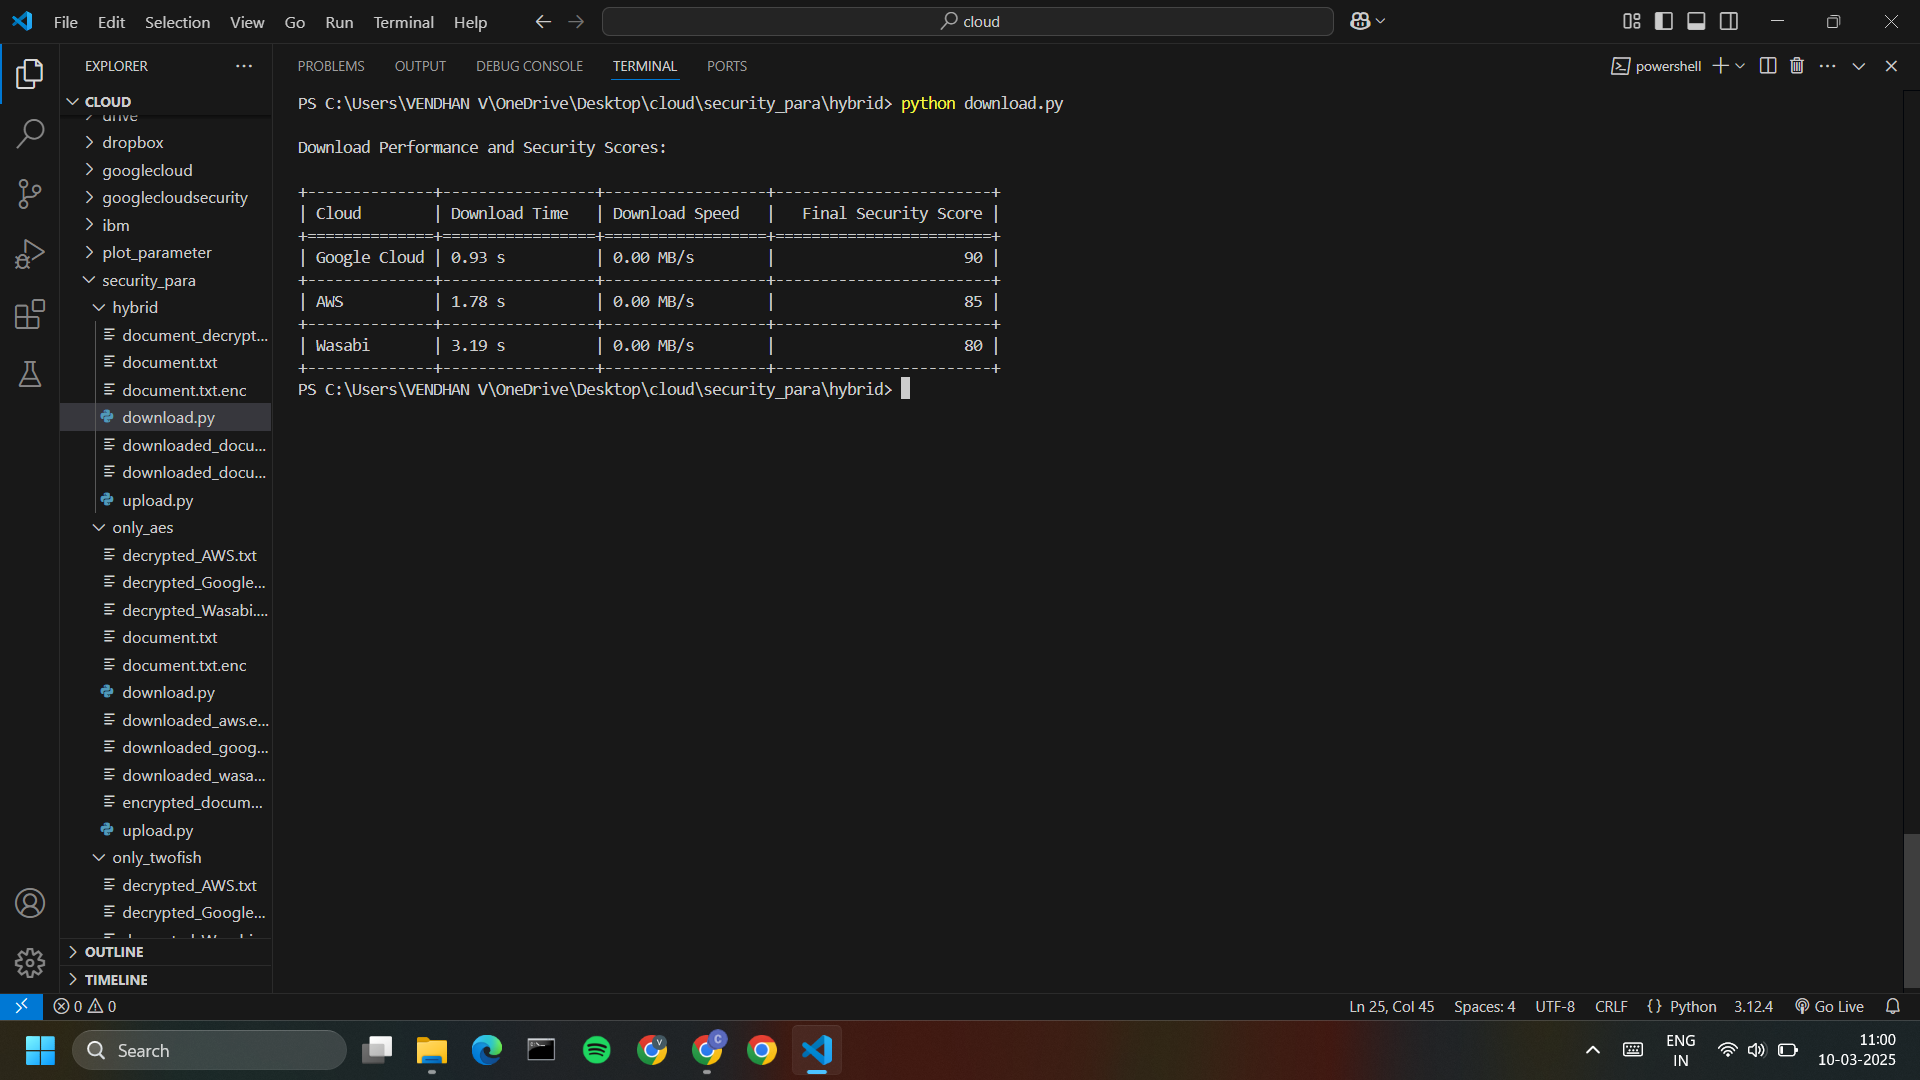 File Edit Selection View Go Run Terminal Help
cloud
EXPLORER
PROBLEMS OUTPUT DEBUG CONSOLE TERMINAL PORTS
powershell
CLOUD
drive
dropbox
googlecloud
googlecloudsecurity
ibm
plot_parameter
security_para
hybrid
document_decrypt...
document.txt
document.txt.enc
download.py
downloaded_docu...
downloaded_docu...
upload.py
only_aes
decrypted_AWS.txt
decrypted_Google...
decrypted_Wasabi....
document.txt
document.txt.enc
download.py
downloaded_aws.e...
downloaded_goog...
downloaded_wasa...
encrypted_docum...
upload.py
only_twofish
decrypted_AWS.txt
decrypted_Google...
OUTLINE
TIMELINE
PS C:\Users\VENDHAN V\OneDrive\Desktop\cloud\security_para\hybrid> python download.py
Download Performance and Security Scores:
+--------------+-----------------+------------------+------------------------+
| Cloud        | Download Time   | Download Speed   |   Final Security Score |
+==============+=================+==================+========================+
| Google Cloud | 0.93 s          | 0.00 MB/s        |                     90 |
+--------------+-----------------+------------------+------------------------+
| AWS          | 1.78 s          | 0.00 MB/s        |                     85 |
+--------------+-----------------+------------------+------------------------+
| Wasabi       | 3.19 s          | 0.00 MB/s        |                     80 |
+--------------+-----------------+------------------+------------------------+
PS C:\Users\VENDHAN V\OneDrive\Desktop\cloud\security_para\hybrid>
0 0
Ln 25, Col 45 Spaces: 4 UTF-8 CRLF {} Python 3.12.4 Go Live
Search
V
C
ENG
IN
11:00
10-03-2025